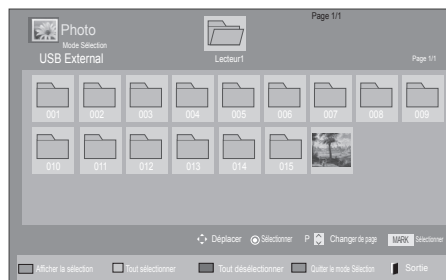 Page 1/1
Photo
Mode Sélection
USB External
Lecteur1
Page 1/1
001 002 003 004 005 006 007 008 009
010 011 012 013 014 015
Déplacer Sélectionner P Changer de page MARK Sélectionner
Afficher la sélection Tout sélectionner Tout désélectionner Quitter le mode Sélection Sortie